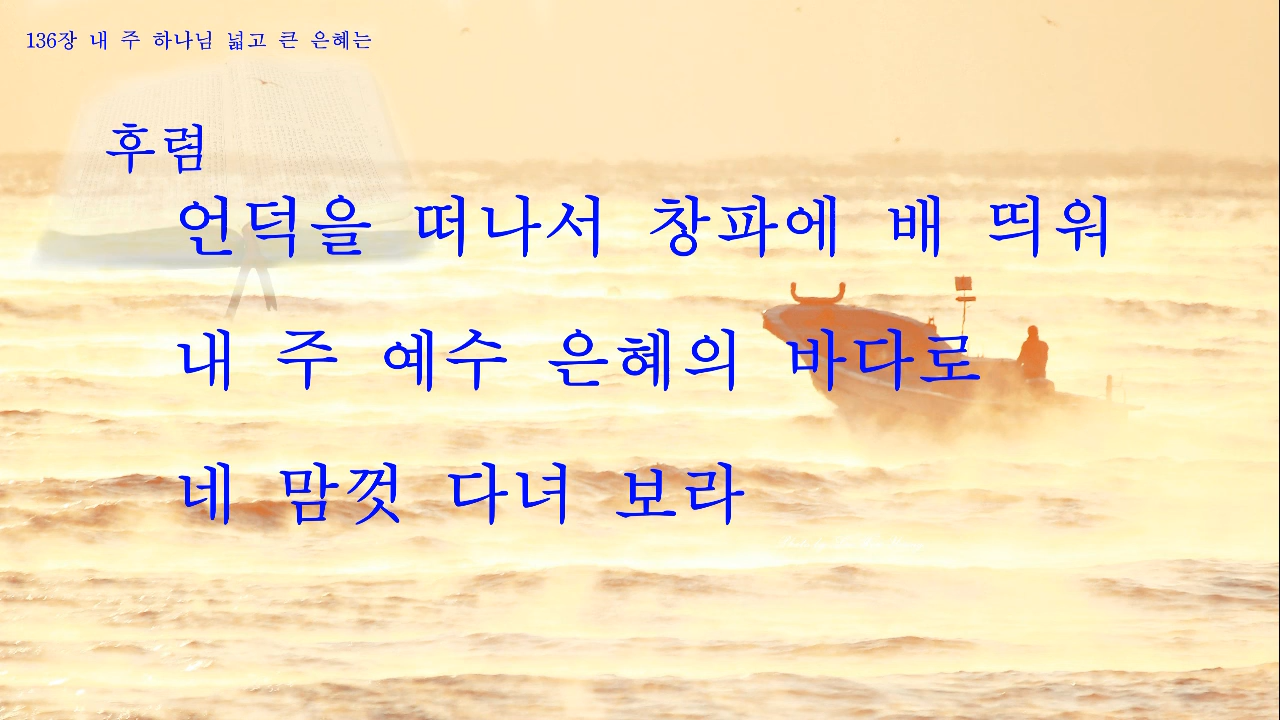 136장 내 주 하나님 넓고 큰 은혜는
후렴
언덕을 떠나서 창파에 배 띄워
내 주 예수 은혜의 바다로
네 맘껏 다녀 보라